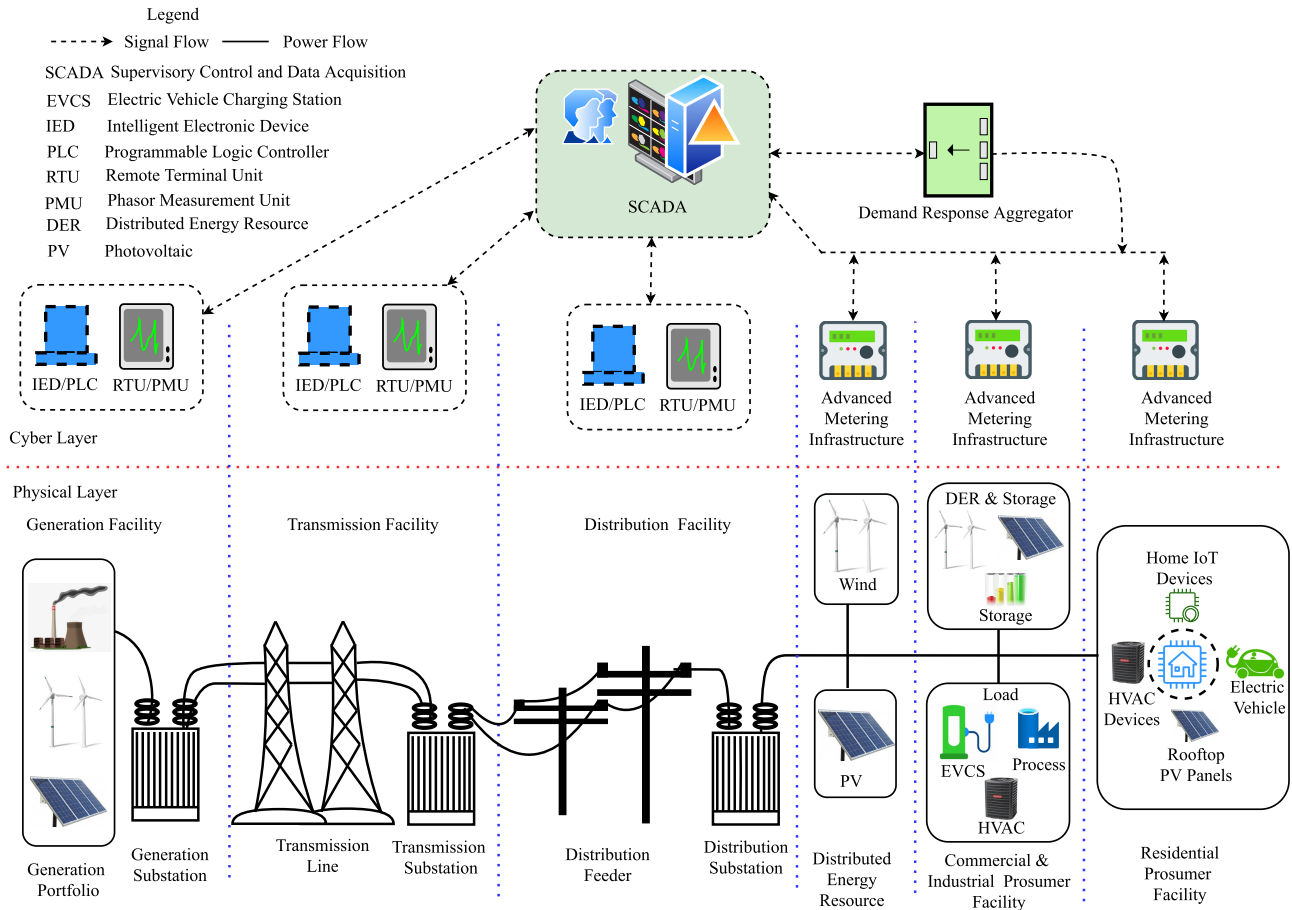 Legend
Signal Flow
Power Flow
SCADA Supervisory Control and Data Acquisition
EVCS Electric Vehicle Charging Station
IED Intelligent Electronic Device
PLC Programmable Logic Controller
RTU Remote Terminal Unit
PMU Phasor Measurement Unit
DER Distributed Energy Resource
PV Photovoltaic
SCADA
Demand Response Aggregator
IED/PLC RTU/PMU
IED/PLC RTU/PMU
IED/PLC RTU/PMU
Advanced
Metering
Infrastructure
Advanced
Metering
Infrastructure
Advanced
Metering
Infrastructure
Cyber Layer
Physical Layer
Generation Facility
Transmission Facility
Distribution Facility
Wind
PV
DER & Storage
Storage
Load
EVCS
Process
HVAC
Home IoT
Devices
HVAC
Devices
Electric
Vehicle
Rooftop
PV Panels
Generation
Portfolio
Generation
Substation
Transmission
Line
Transmission
Substation
Distribution
Feeder
Distribution
Substation
Distributed
Energy
Resource
Commercial &
Industrial Prosumer
Facility
Residential
Prosumer
Facility